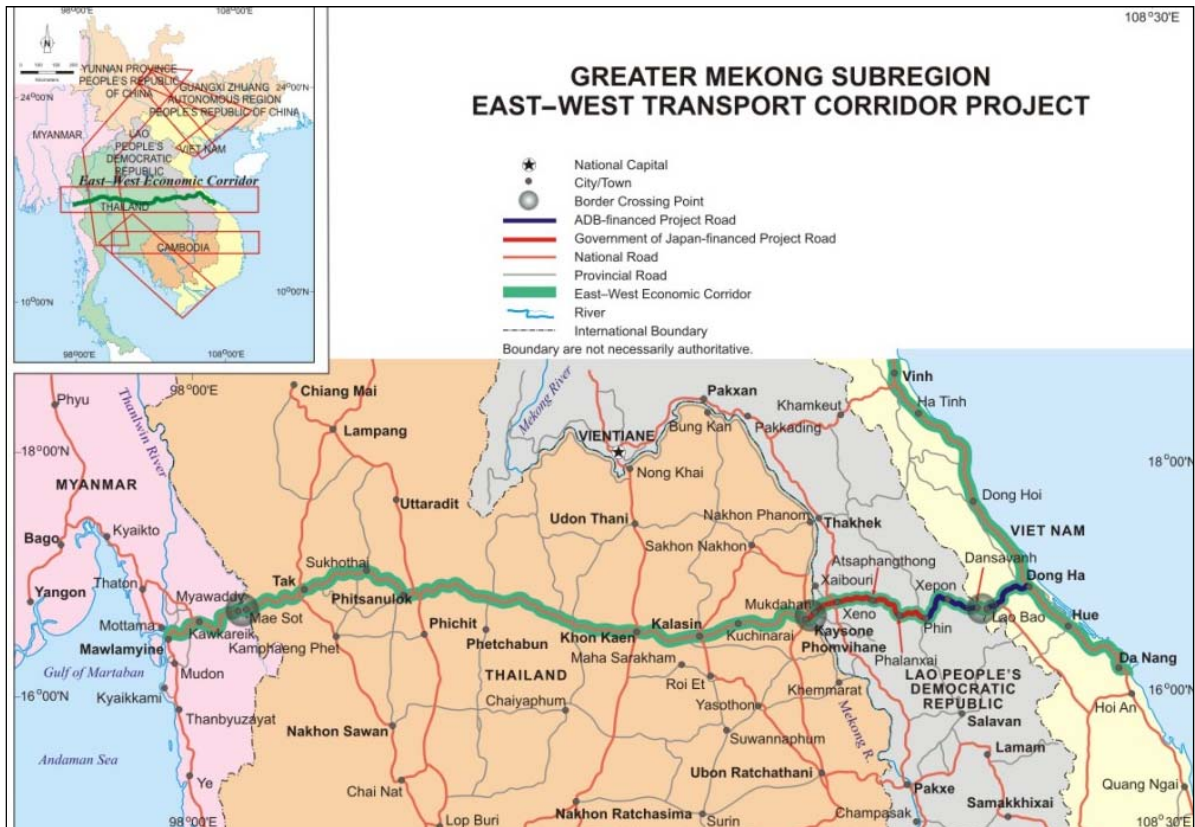 98°00'E
108°00'E
108°30'E
N
GREATER MEKONG SUBREGION
EAST–WEST TRANSPORT CORRIDOR PROJECT
YUNNAN PROVINCE
PEOPLE'S REPUBLIC
OF CHINA
GUANGXI ZHUANG
AUTONOMOUS REGION
PEOPLE'S REPUBLIC OF CHINA
24°00'N
24°00'N
MYANMAR
LAO
PEOPLE'S
DEMOCRATIC
REPUBLIC
VIET NAM
East–West Economic Corridor
THAILAND
CAMBODIA
10°00'N
10°00'N
98°00'E
108°00'E
National Capital
City/Town
Border Crossing Point
ADB-financed Project Road
Government of Japan-financed Project Road
National Road
Provincial Road
East–West Economic Corridor
River
International Boundary
Boundary are not necessarily authoritative.
98°00'E
Phyu
Thanlwin River
Chiang Mai
Lampang
Mekong River
Pakxan
Khamkeut
Vinh
Ha Tinh
VIENTIANE
Bung Kan
Pakkading
18°00'N
18°00'N
Nong Khai
MYANMAR
Uttaradit
Dong Hoi
Kyaikto
Udon Thani
Nakhon Phanom
Thakhek
VIET NAM
Bago
Sakhon Nakhon
Atsaphangthong
Dansavanh
Sukhothai
Tak
Thaton
Myawaddy
Xaibouri
Xepon
Dong Ha
Yangon
Phitsanulok
Mukdahan
Mae Sot
Xeno
Lao Bao
Hue
Mottama
Kawkareik
Phichit
Khon Kaen
Kalasin
Kuchinarai
Kaysone
Phomvihane
Phin
Mawlamyine
Kamphaeng Phet
Phetchabun
Maha Sarakham
Phalanxai
Da Nang
Gulf of Martaban
Mudon
THAILAND
Roi Et
Khemmarat
LAO PEOPLE'S
DEMOCRATIC
REPUBLIC
16°00'N
16°00'N
Kyaikkami
Chaiyaphum
Yasothon
Mekong R.
Hoi An
Thanbyuzayat
Salavan
Nakhon Sawan
Suwannaphum
Lamam
Andaman Sea
Ye
Ubon Ratchathani
Pakxe
Quang Ngai
Chai Nat
Samakkhixai
Nakhon Ratchasima
Champasak
98°00'E
Lop Buri
Surin
108°30'E